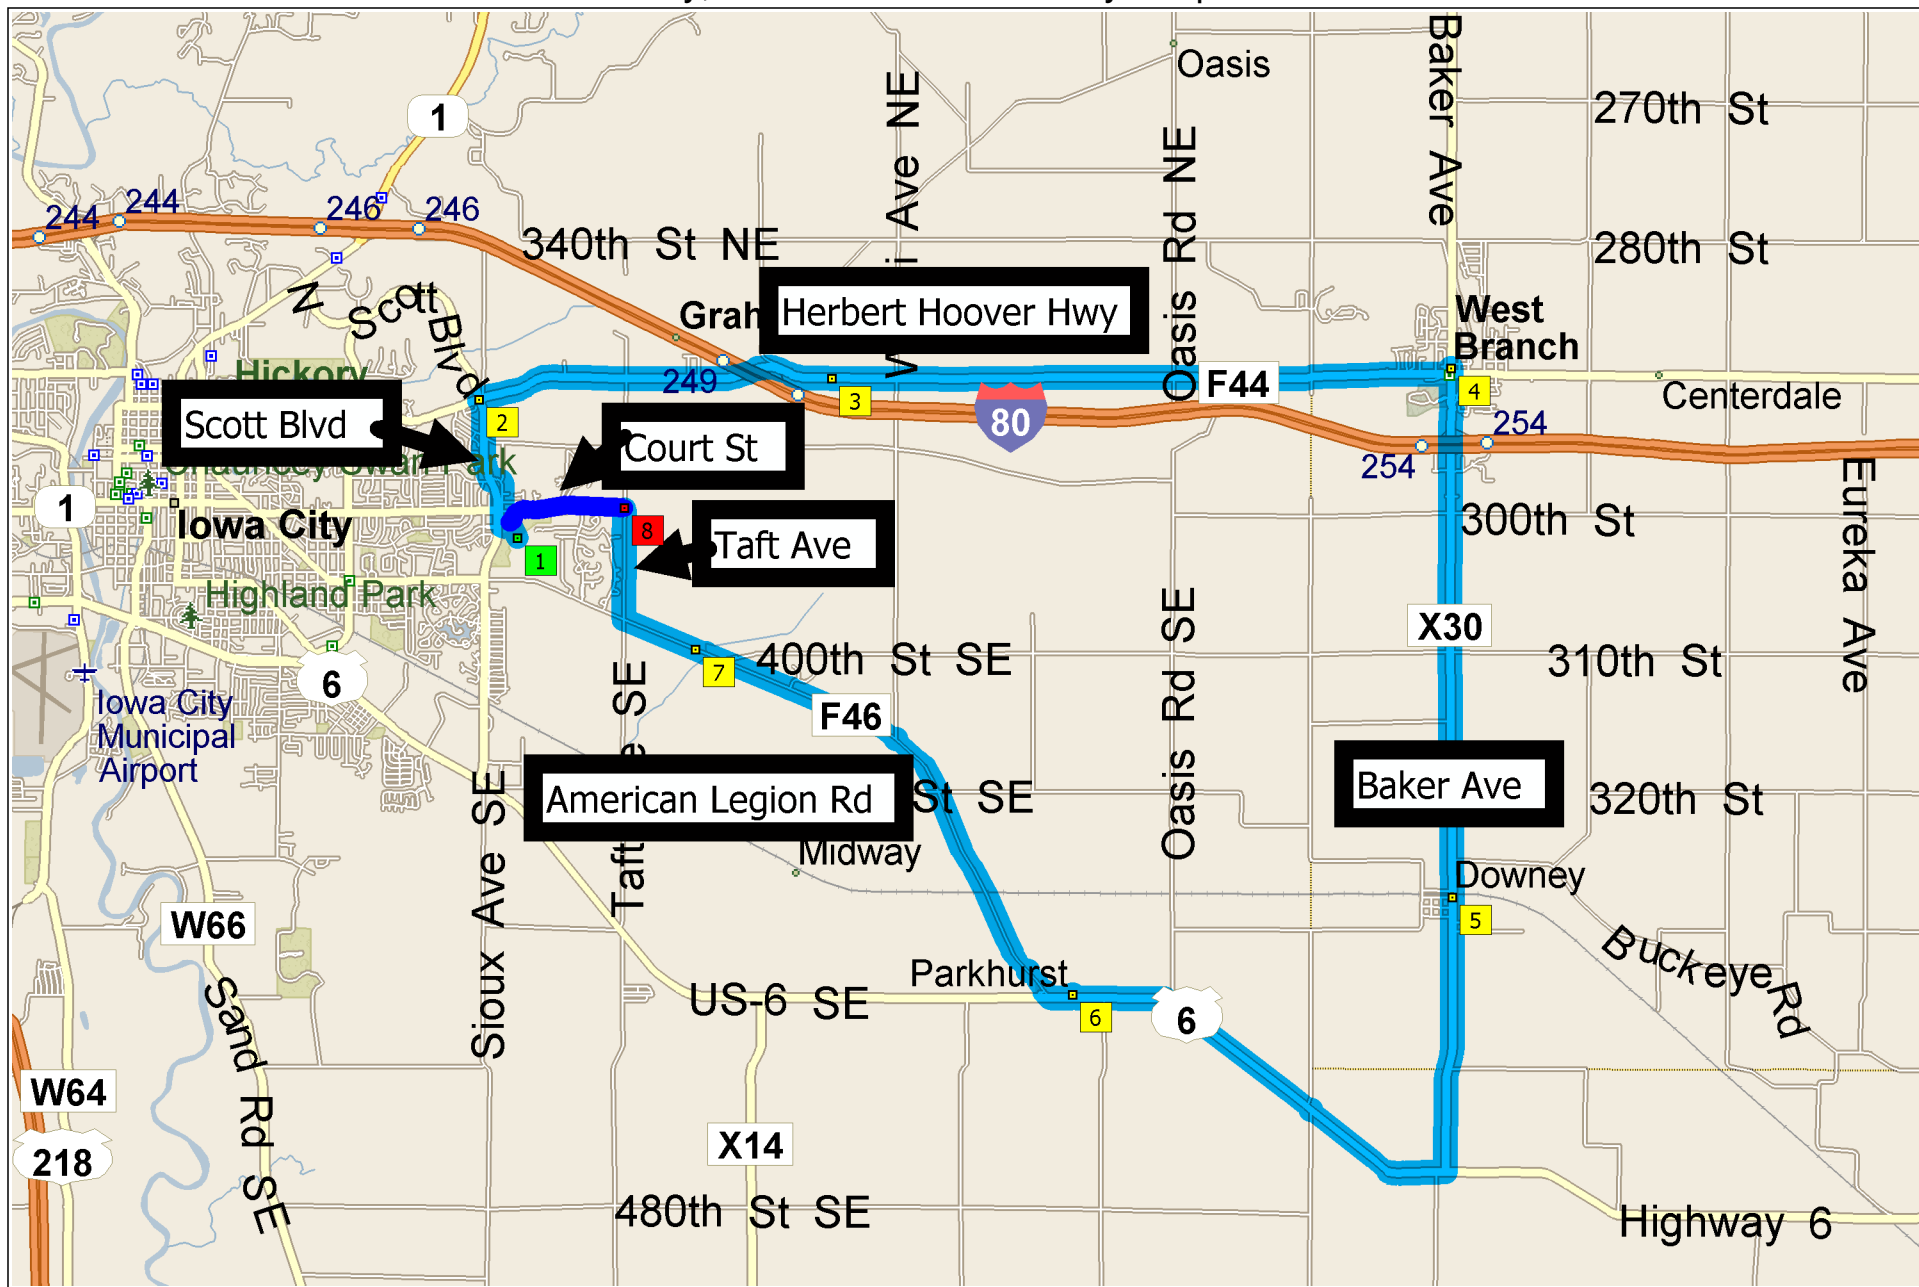 Oasis
Baker Ave
270th St
1
i Ave NE
Oasis Rd NE
244
244
246
246
340th St NE
280th St
N Scott Blvd
Grah
Herbert Hoover Hwy
West
Branch
Hickory
249
F44
3
4
Centerdale
Scott Blvd
2
80
254
254
Court St
Chauncey Swan Park
Eureka Ave
1
Iowa City
300th St
8
Taft Ave
1
Highland Park
Oasis Rd SE
X30
400th St SE
310th St
7
6
F46
Iowa City
Municipal
Airport
Taft e SE
Sioux Ave SE
American Legion Rd
St SE
Baker Ave
320th St
Midway
Downey
W66
5
Buckeye Rd
Parkhurst
US-6 SE
6
6
Sand Rd SE
W64
X14
218
480th St SE
Highway 6